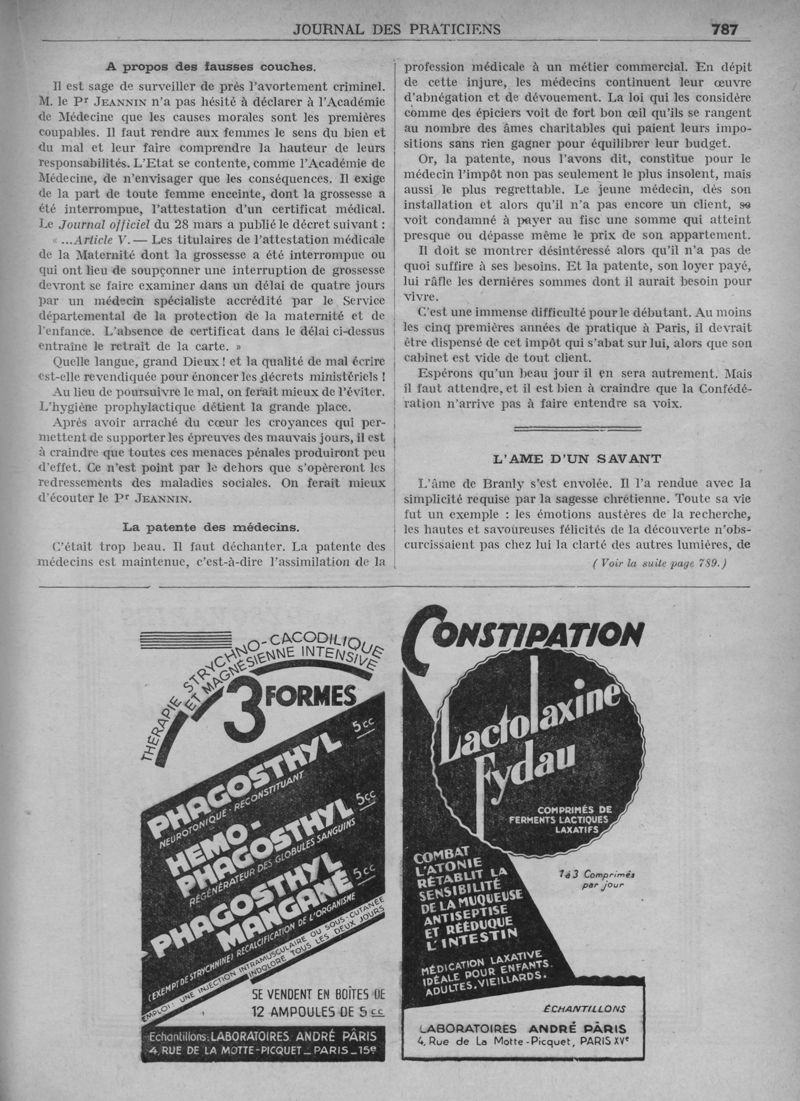 JOURNAL DES PRATICIENS 787
A propos des fausses couches.
Il est sage de surveiller de près l'avortement criminel.
M. le Pr JEANNIN n'a pas hésité à déclarer à l'Académie
de Médecine que les causes morales sont les premières
coupables. Il faut rendre aux femmes le sens du bien et
du mal et leur faire comprendre la hauteur de leurs
responsabilités. L'Etat se contente, comme l'Académie de
Médecine, de n'envisager que les conséquences. Il exige
de la part de toute femme enceinte, dont la grossesse a
été interrompue, l'attestation d'un certificat médical.
Le Journal officiel du 28 mars a publié le décret suivant :
« ...Article V. — Les titulaires de l'attestation médicale
de la Maternité dont la grossesse a été interrompue ou
qui ont lieu de soupçonner une interruption de grossesse
devront se faire examiner dans un délai de quatre jours
par un médecin spécialiste accrédité par le Service
départemental de la protection de la maternité et de
l'enfance. L'absence de certificat dans le délai ci-dessus
entraîne le retrait de la carte. »
Quelle langue, grand Dieux ! et la qualité de mal écrire
est-elle revendiquée pour énoncer les décrets ministériels !
Au lieu de poursuivre le mal, on ferait mieux de l'éviter.
L'hygiène prophylactique détient la grande place.
Après avoir arraché du cœur les croyances qui per-
mettent de supporter les épreuves des mauvais jours, il est
à craindre que toutes ces menaces pénales produiront peu
d'effet. Ce n'est point par le dehors que s'opèreront les
redressements des maladies sociales. On ferait mieux
d'écouter le Pr JEANNIN.
La patente des médecins.
C'était trop beau. Il faut déchanter. La patente des
médecins est maintenue, c'est-à-dire l'assimilation de la
profession médicale à un métier commercial. En dépit
de cette injure, les médecins continuent leur œuvre
d'abnégation et de dévouement. La loi qui les considère
comme des épiciers voit de fort bon œil qu'ils se rangent
au nombre des âmes charitables qui paient leurs impo-
sitions sans rien gagner pour équilibrer leur budget.
Or, la patente, nous l'avons dit, constitue pour le
médecin l'impôt non pas seulement le plus insolent, mais
aussi le plus regrettable. Le jeune médecin, dès son
installation et alors qu'il n'a pas encore un client, se
voit condamné à payer au fisc une somme qui atteint
presque ou dépasse même le prix de son appartement.
Il doit se montrer désintéressé alors qu'il n'a pas de
quoi suffire à ses besoins. Et la patente, son loyer payé,
lui râfle les dernières sommes dont il aurait besoin pour
vivre.
C'est une immense difficulté pour le débutant. Au moins
les cinq premières années de pratique à Paris, il devrait
être dispensé de cet impôt qui s'abat sur lui, alors que son
cabinet est vide de tout client.
Espérons qu'un beau jour il en sera autrement. Mais
il faut attendre, et il est bien à craindre que la Confédé-
ration n'arrive pas à faire entendre sa voix.
L'AME D'UN SAVANT
L'âme de Branly s'est envolée. Il l'a rendue avec la
simplicité requise par la sagesse chrétienne. Toute sa vie
fut un exemple : les émotions austères de la recherche,
les hautes et savoureuses félicités de la découverte n'obs-
curcissaient pas chez lui la clarté des autres lumières, de
(Voir la suite page 789.)
THÉRAPIE STRYCHNO-CACODILIQUE
ET MAGNÉSIENNE INTENSIVE
3 FORMES
PHAGOSTHYL 5cc
NEUROTONIQUE - RECONSTITUANT
HEMO-
PHAGOSTHYL 5cc
RÉGÉNÉRATEUR DES GLOBULES SANGUINS
PHAGOSTHYL
MANGANÉ 5cc
(EXEMPT DE STRYCHNINE) RECALCIFICATION DE L'ORGANISME
EMPLOI : UNE INJECTION INTRAMUSCULAIRE OU SOUS-CUTANÉE
INDOLORE TOUS LES DEUX JOURS
SE VENDENT EN BOÎTES DE
12 AMPOULES DE 5 cc
Echantillons: LABORATOIRES ANDRÉ PÂRIS
4, RUE DE LA MOTTE-PICQUET _ PARIS _ 15e
CONSTIPATION
Lactolaxine
Fydau
COMPRIMÉS DE
FERMENTS LACTIQUES
LAXATIFS
COMBAT
L'ATONIE
RÉTABLIT LA
SENSIBILITÉ
DE LA MUQUEUSE
ANTISEPTISE
ET RÉÉDUQUE
L'INTESTIN
1 à 3 Comprimés
par jour
MÉDICATION LAXATIVE
IDÉALE POUR ENFANTS.
ADULTES. VIEILLARDS.
ÉCHANTILLONS
LABORATOIRES ANDRÉ PÂRIS
4, Rue de La Motte-Picquet, PARIS XVe